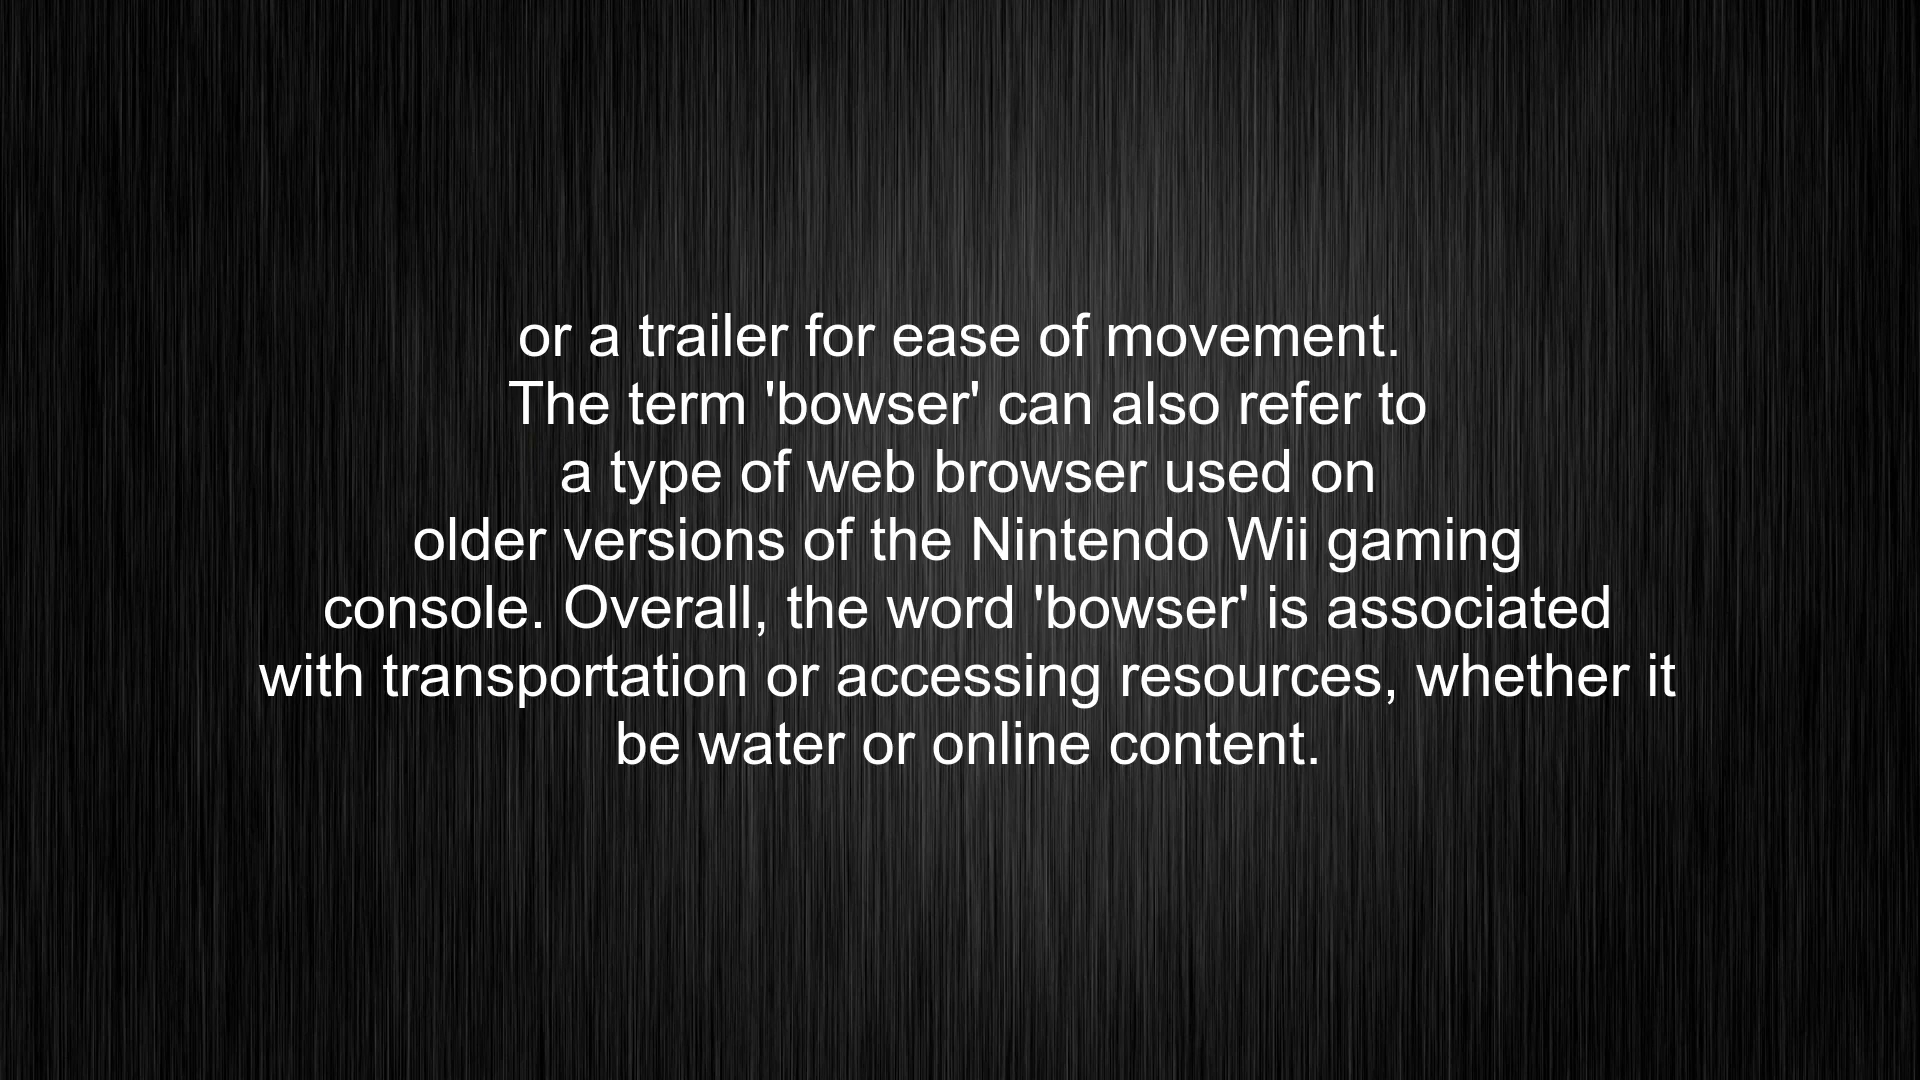 or a trailer for ease of movement.
The term 'bowser' can also refer to
a type of web browser used on
older versions of the Nintendo Wii gaming
console. Overall, the word 'bowser' is associated
with transportation or accessing resources, whether it
be water or online content.